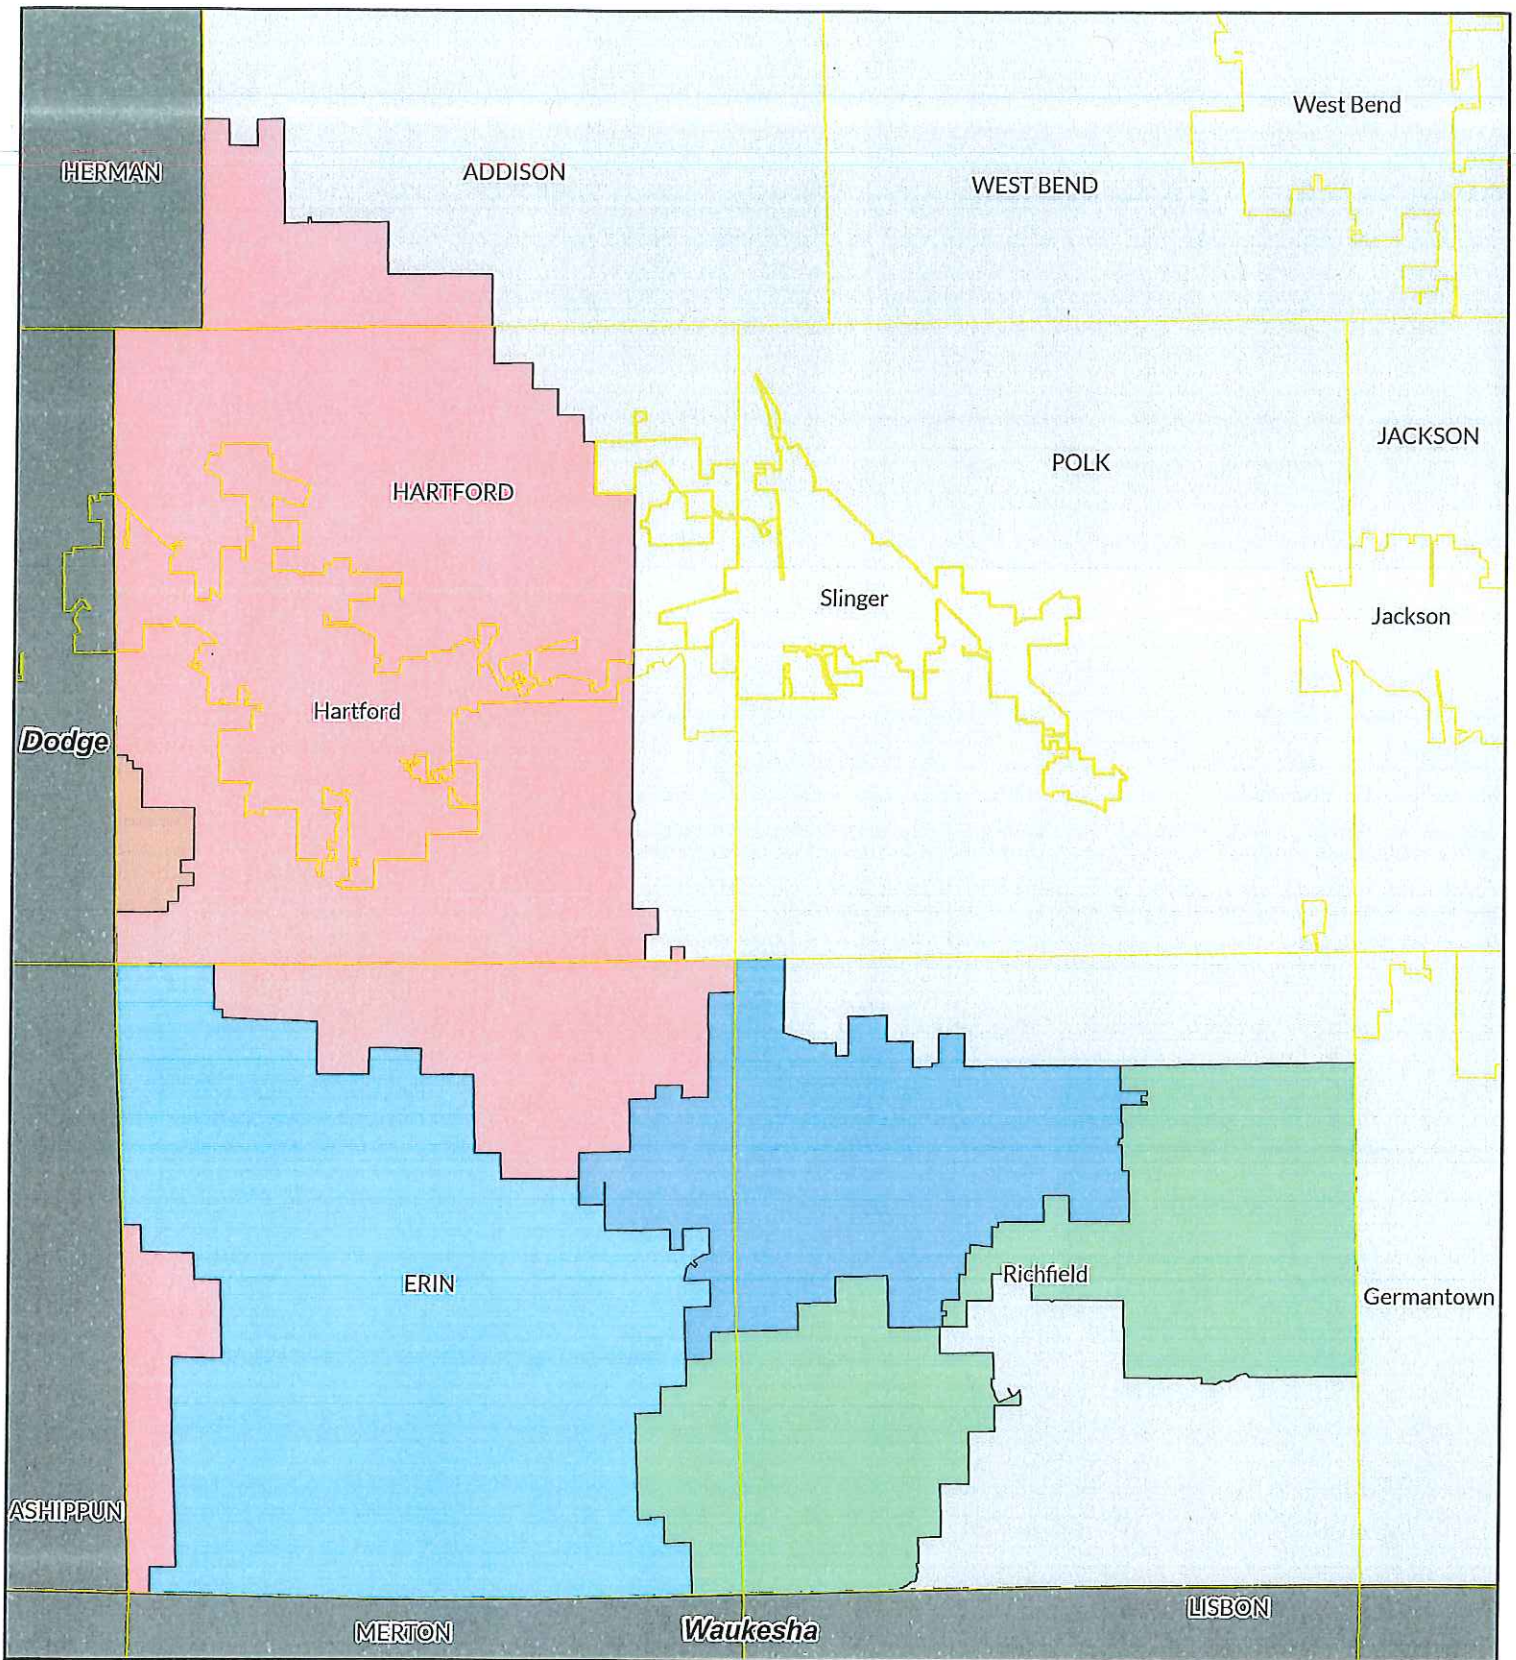 West Bend
HERMAN
ADDISON
WEST BEND
JACKSON
POLK
HARTFORD
Slinger
Jackson
Hartford
Dodge
Richfield
ERIN
Germantown
ASHIPPUN
LISBON
MERTON
Waukesha